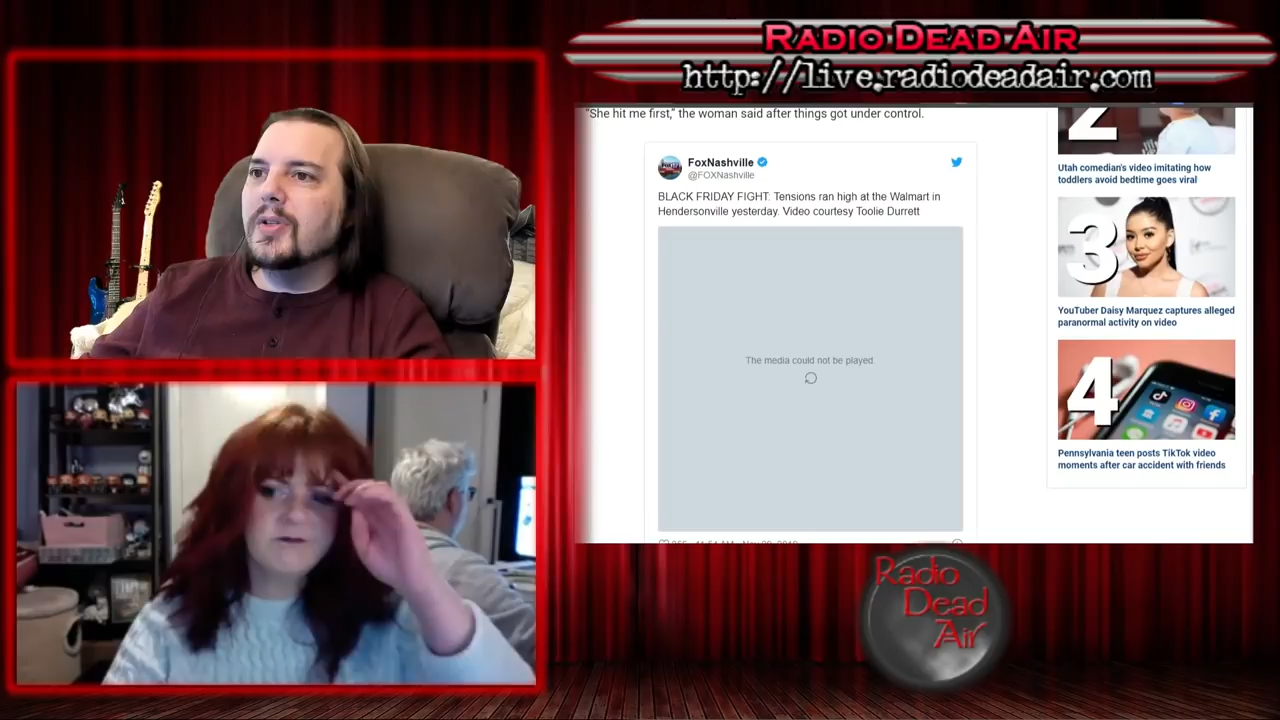 RADIO DEAD AIR
http://live.radiodeadair.com
"She hit me first," the woman said after things got under control.
FoxNashville
@FOXNashville
BLACK FRIDAY FIGHT: Tensions ran high at the Walmart in
Hendersonville yesterday. Video courtesy Toolie Durrett
The media could not be played.
2
Utah comedian's video imitating how
toddlers avoid bedtime goes viral
3
YouTuber Daisy Marquez captures alleged
paranormal activity on video
4
Pennsylvania teen posts TikTok video
moments after car accident with friends
Radio
Dead
Air